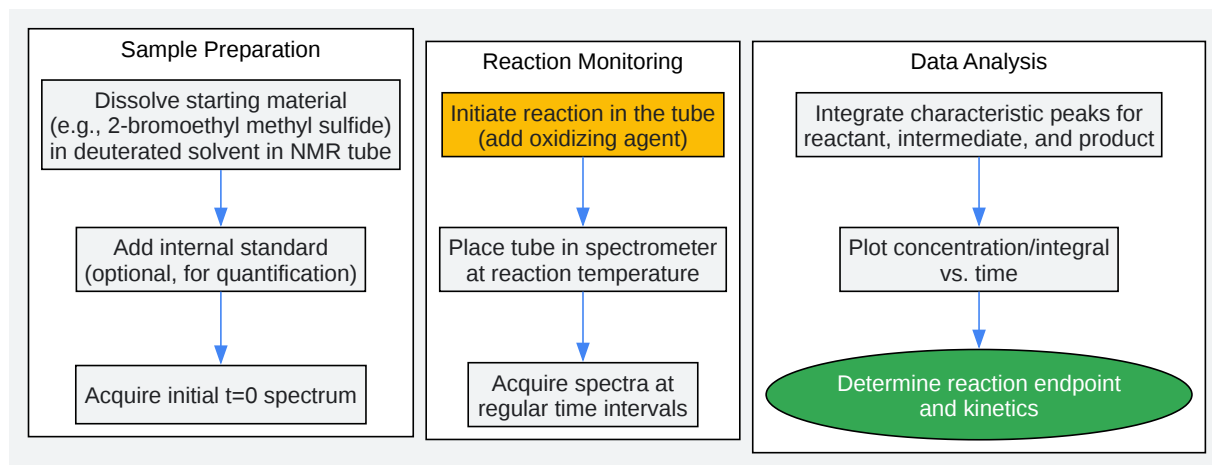 Sample Preparation
Dissolve starting material
(e.g., 2-bromoethyl methyl sulfide)
in deuterated solvent in NMR tube
Add internal standard
(optional, for quantification)
Acquire initial t=0 spectrum
Reaction Monitoring
Initiate reaction in the tube
(add oxidizing agent)
Place tube in spectrometer
at reaction temperature
Acquire spectra at
regular time intervals
Data Analysis
Integrate characteristic peaks for
reactant, intermediate, and product
Plot concentration/integral
vs. time
Determine reaction endpoint
and kinetics